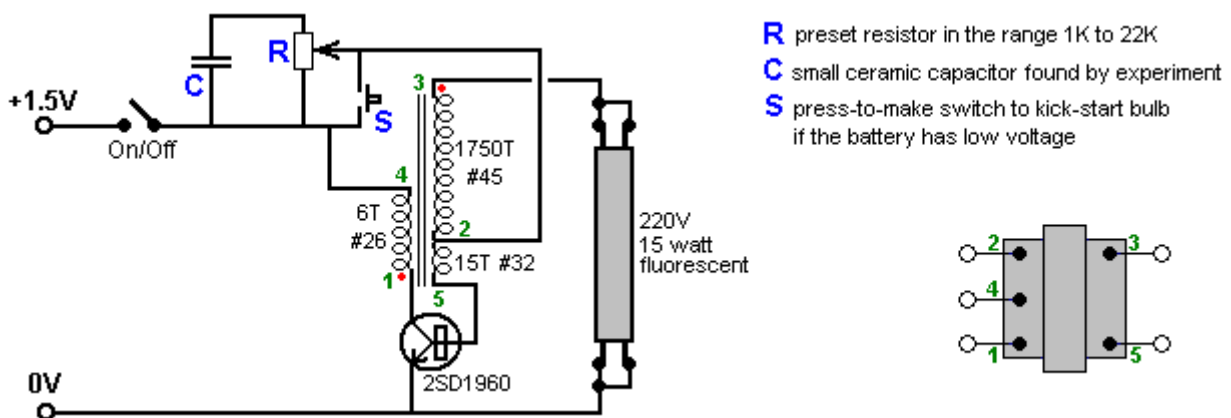 R preset resistor in the range 1K to 22K
C small ceramic capacitor found by experiment
S press-to-make switch to kick-start bulb
if the battery has low voltage
R
C
S
+1.5V
On/Off
3
1750T
#45
4
6T
#26
2
15T #32
1
5
220V
15 watt
fluorescent
2SD1960
0V
2
3
4
1
5